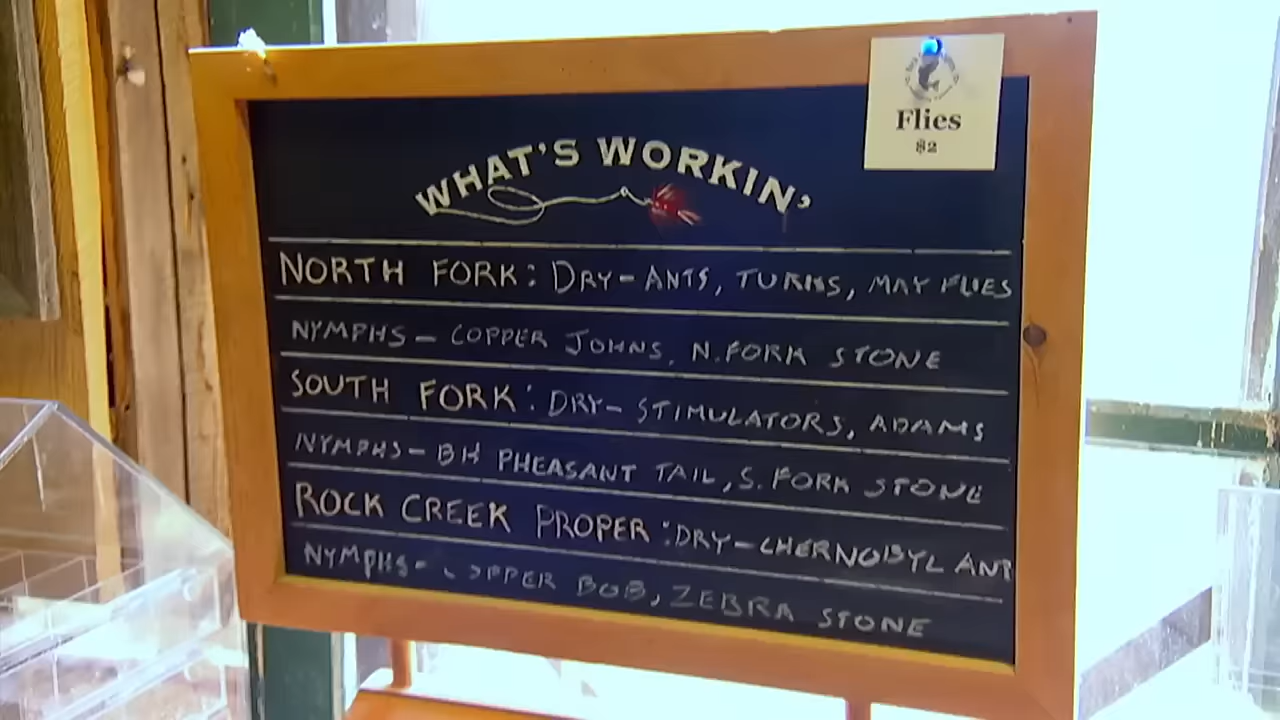 Flies
$2
WHAT'S WORKIN'
NORTH FORK: DRY-ANTS, TURKS, MAY FLIES
NYMPHS- COPPER JOHNS, N.FORK STONE
SOUTH FORK: DRY- STIMULATORS, ADAMS
NYMPHS- BH PHEASANT TAIL, S. FORK STONE
ROCK CREEK PROPER: DRY-CHERNOBYL ANT
NYMPHS- COPPER BOB, ZEBRA STONE